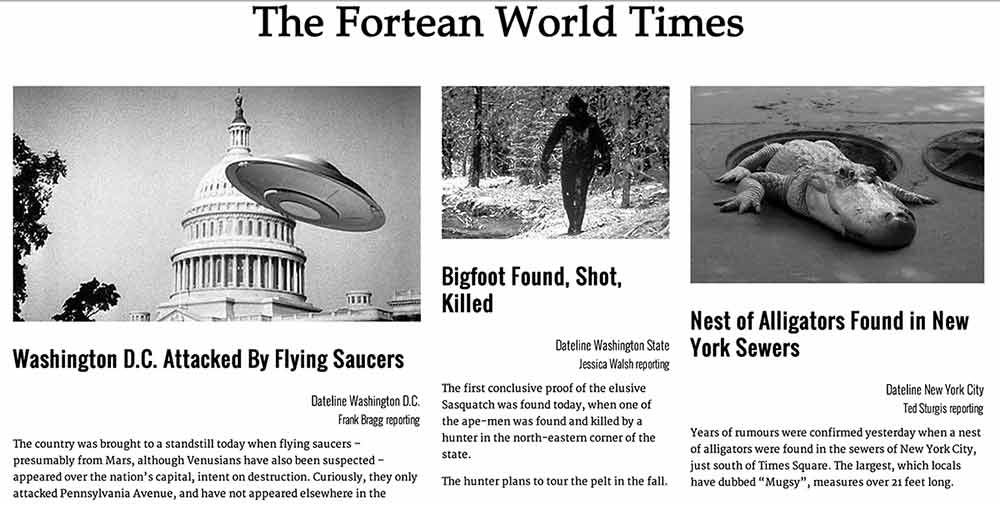 The Fortean World Times
Washington D.C. Attacked By Flying Saucers
Dateline Washington D.C.
Frank Bragg reporting
The country was brought to a standstill today when flying saucers –
presumably from Mars, although Venusians have also been suspected –
appeared over the nation's capital, intent on destruction. Curiously, they only
attacked Pennsylvania Avenue, and have not appeared elsewhere in the
Bigfoot Found, Shot,
Killed
Dateline Washington State
Jessica Walsh reporting
The first conclusive proof of the elusive
Sasquatch was found today, when one of
the ape-men was found and killed by a
hunter in the north-eastern corner of the
state.
The hunter plans to tour the pelt in the fall.
Nest of Alligators Found in New
York Sewers
Dateline New York City
Ted Sturgis reporting
Years of rumours were confirmed yesterday when a nest
of alligators were found in the sewers of New York City,
just south of Times Square. The largest, which locals
have dubbed “Mugsy”, measures over 21 feet long.